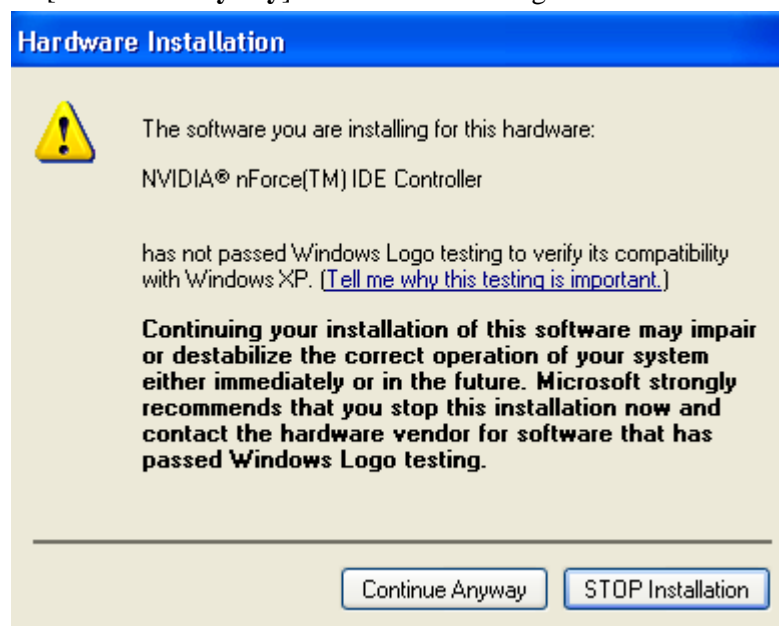 Hardware Installation
The software you are installing for this hardware:
NVIDIA® nForce(TM) IDE Controller
has not passed Windows Logo testing to verify its compatibility
with Windows XP. (Tell me why this testing is important.)
Continuing your installation of this software may impair
or destabilize the correct operation of your system
either immediately or in the future. Microsoft strongly
recommends that you stop this installation now and
contact the hardware vendor for software that has
passed Windows Logo testing.
Continue Anyway
STOP Installation